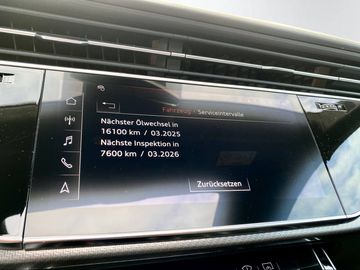 Fahrzeug · Serviceintervalle
Nächster Ölwechsel in
16100 km / 03.2025
Nächste Inspektion in
7600 km / 03.2026
Zurücksetzen